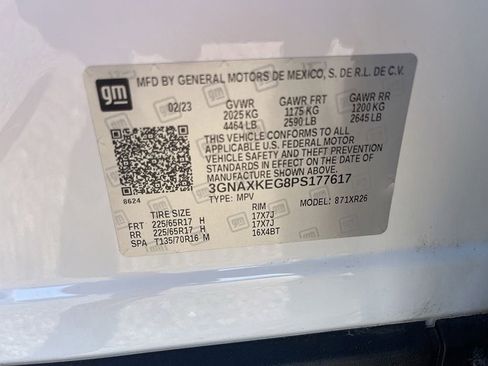 gm
MFD BY GENERAL MOTORS DE MEXICO, S. DE R.L. DE C.V.
02/23 GVWR GAWR FRT GAWR RR
2025 KG 1175 KG 1200 KG
4464 LB 2590 LB 2645 LB
THIS VEHICLE CONFORMS TO ALL
APPLICABLE U.S. FEDERAL MOTOR
VEHICLE SAFETY, BUMPER, AND THEFT
PREVENTION STANDARDS IN EFFECT ON
THE DATE OF MANUFACTURE SHOWN ABOVE.
3GNAXKEG8PS177617
8624 TYPE: MPV MODEL: 871XR26
TIRE SIZE RIM
FRT 225/65R17 H 17X7J
RR 225/65R17 H 17X7J
SPA T135/70R16 M 16X4BT